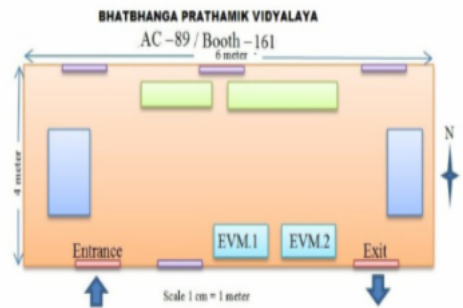 BHATBHANGA PRATHAMIK VIDYALAYA
AC –89 / Booth –161
6 meter
N
4 meter
EVM.1
EVM.2
Entrance
Exit
Scale 1 cm = 1 meter